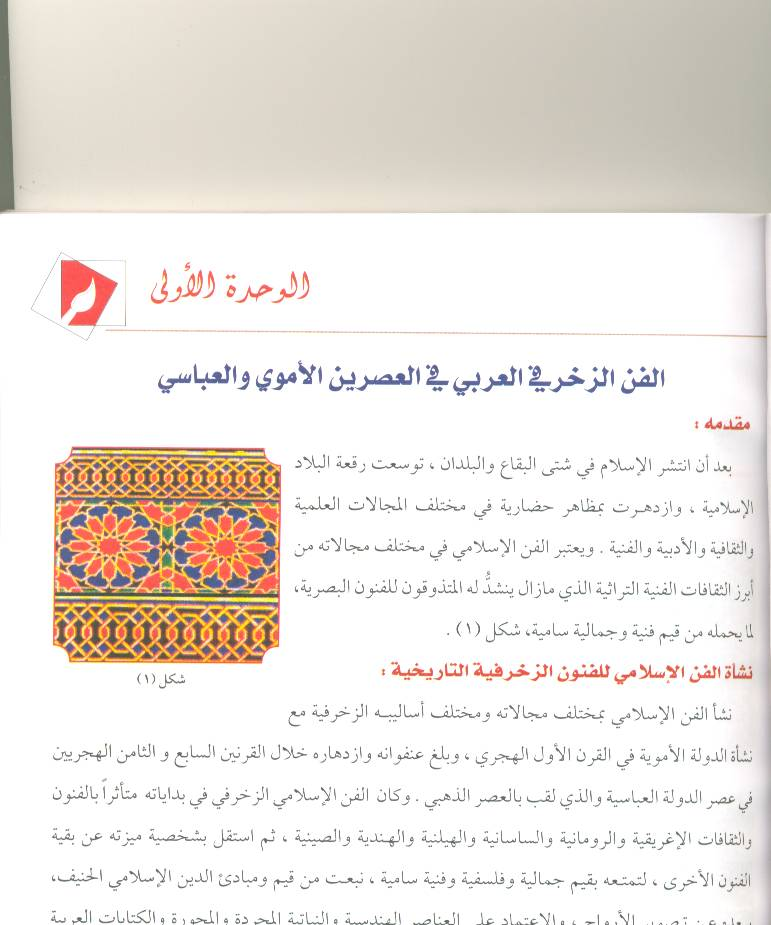 الوحدة الأولى
الفن الزخرفي العربي في العصرين الأموي والعباسي
مقدمه :
بعد أن انتشر الإسلام في شتى البقاع والبلدان ، توسعت رقعة البلاد
الإسلامية ، وازدهـرت بمظاهر حضارية في مختلف المجالات العلمية
والثقافية والأدبية والفنية . ويعتبر الفن الإسلامي في مختلف مجالاته من
أبرز الثقافات الفنية التراثية الذي مازال ينشدُّ له المتذوقون للفنون البصرية،
لما يحمله من قيم فنية وجمالية سامية، شكل (١) .
شكل (١)
نشأة الفن الإسلامي للفنون الزخرفية التاريخية :
نشأ الفن الإسلامي بمختلف مجالاته ومختلف أساليبـه الزخرفية مع
نشأة الدولة الأموية في القرن الأول الهجري ، وبلغ عنفوانه وازدهاره خلال القرنين السابع و الثامن الهجريين
في عصر الدولة العباسية والذي لقب بالعصر الذهبي . وكان الفن الإسلامي الزخرفي في بداياته متأثراً بالفنون
والثقافات الإغريقية والرومانية والساسانية والهيلنية والهندية والصينية ، ثم استقل بشخصية ميزته عن بقية
الفنون الأخرى ، لتمتعـه بقيم جمالية وفلسفية وفنية سامية ، نبعت من قيم ومبادئ الدين الإسلامي الحنيف،
تصوير الأرواح ، والاعتماد على العناصر الهندسية والنباتية المجردة والمحورة والكتابات العربية